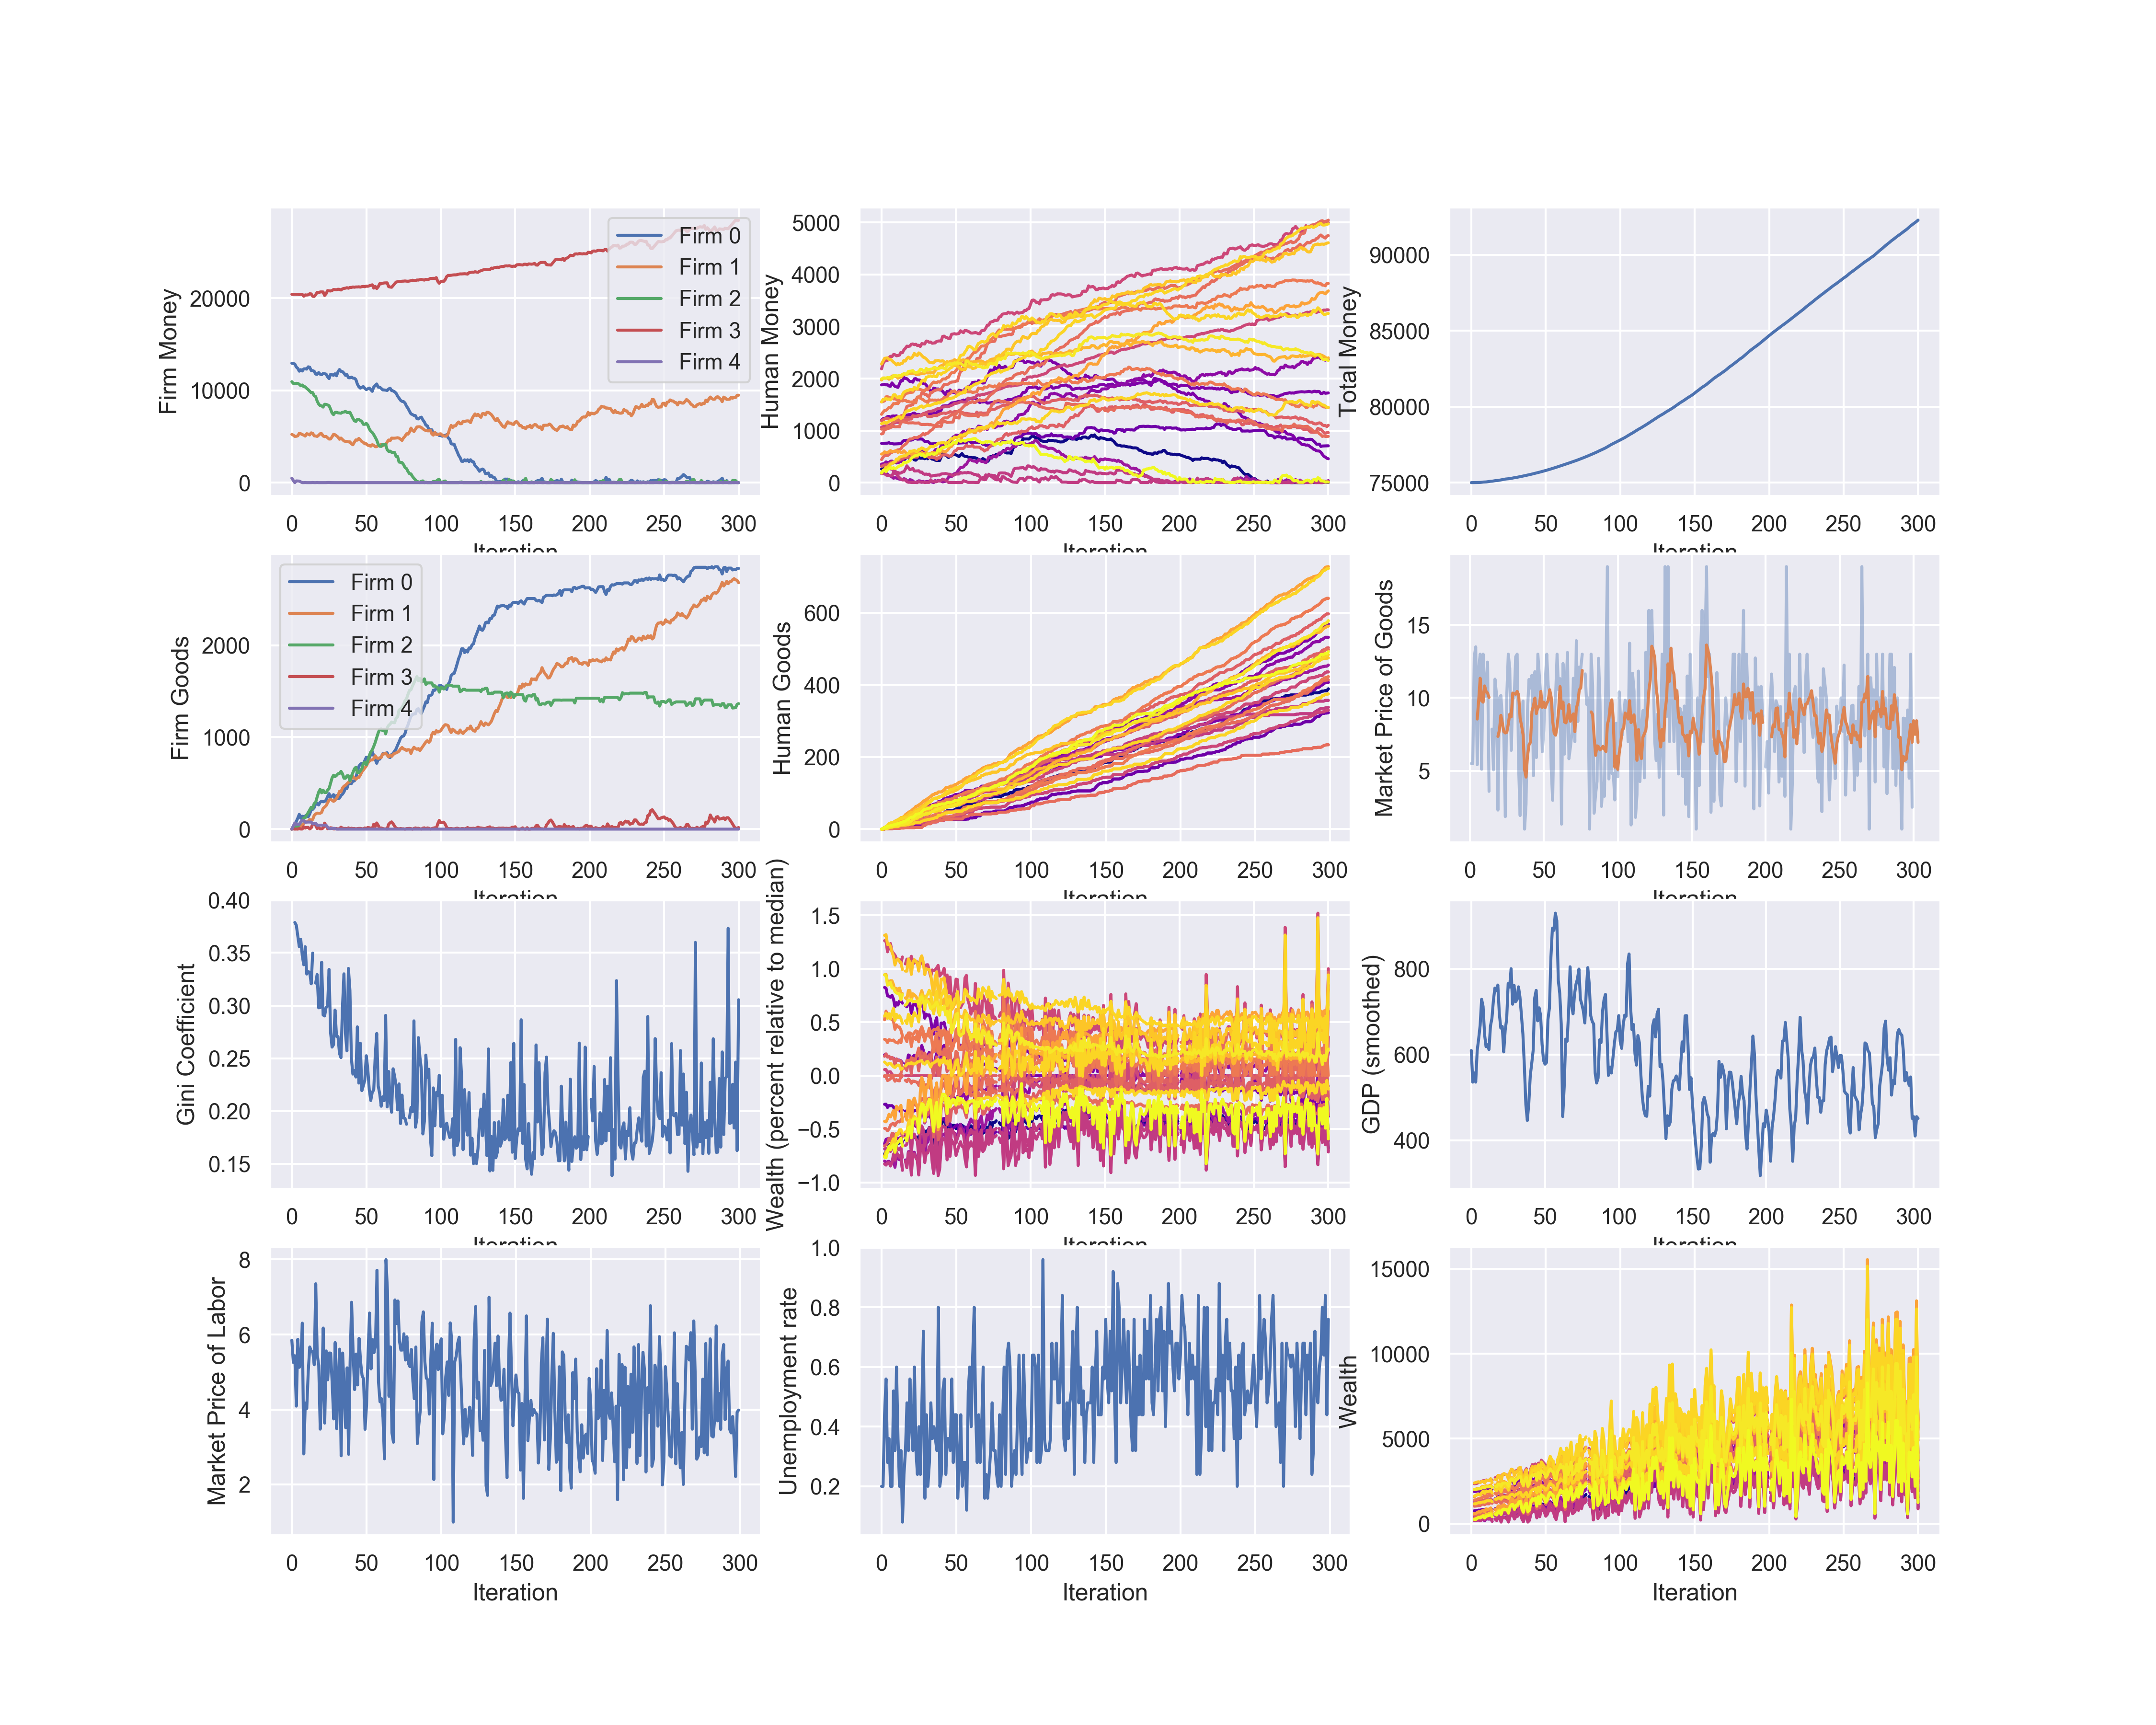 Firm Money
20000
10000
0
Firm 0
Firm 1
Firm 2
Firm 3
Firm 4
0 50 100 150 200 250 300
Iteration
Human Money
5000
4000
3000
2000
1000
0
0 50 100 150 200 250 300
Iteration
Total Money
90000
85000
80000
75000
0 50 100 150 200 250 300
Iteration
Firm Goods
2000
1000
0
Firm 0
Firm 1
Firm 2
Firm 3
Firm 4
0 50 100 150 200 250 300
Iteration
Human Goods
600
400
200
0
0 50 100 150 200 250 300
Iteration
Market Price of Goods
15
10
5
0 50 100 150 200 250 300
Iteration
Gini Coefficient
0.40
0.35
0.30
0.25
0.20
0.15
0 50 100 150 200 250 300
Iteration
Wealth (percent relative to median)
1.5
1.0
0.5
0.0
−0.5
−1.0
0 50 100 150 200 250 300
Iteration
GDP (smoothed)
800
600
400
0 50 100 150 200 250 300
Iteration
Market Price of Labor
8
6
4
2
0 50 100 150 200 250 300
Iteration
Unemployment rate
1.0
0.8
0.6
0.4
0.2
0 50 100 150 200 250 300
Iteration
Wealth
15000
10000
5000
0
0 50 100 150 200 250 300
Iteration